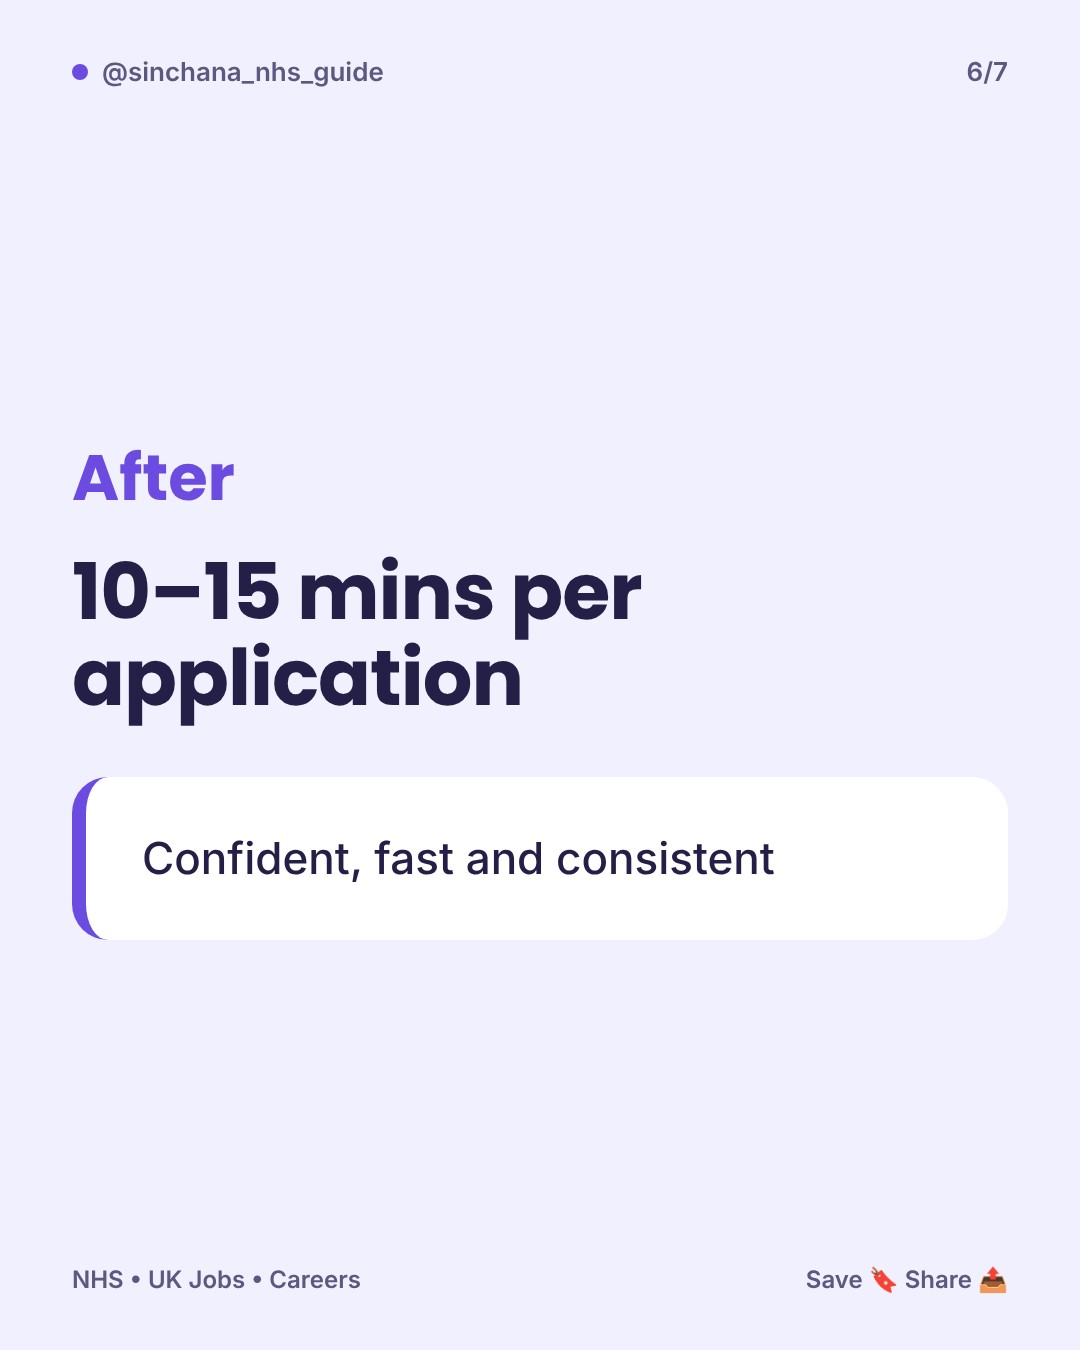 @sinchana_nhs_guide
6/7
After
10–15 mins per
application
Confident, fast and consistent
NHS • UK Jobs • Careers
Save 🔖 Share 📤